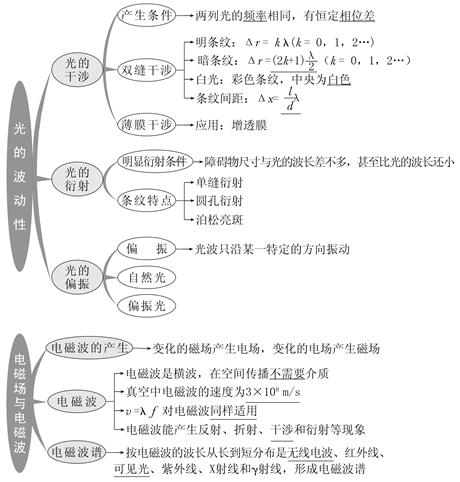 光的波动性
光的干涉
产生条件
两列光的频率相同，有恒定相位差
双缝干涉
明条纹：Δr= kλ(k= 0，1，2…)
暗条纹：Δr=(2k+1)λ/2 (k= 0，1，2…)
白光：彩色条纹，中央为白色
条纹间距：Δx= l/d λ
薄膜干涉
应用：增透膜
光的衍射
明显衍射条件
障碍物尺寸与光的波长差不多，甚至比光的波长还小
条纹特点
单缝衍射
圆孔衍射
泊松亮斑
光的偏振
偏 振
光波只沿某一特定的方向振动
自然光
偏振光
电磁场与电磁波
电磁波的产生
变化的磁场产生电场，变化的电场产生磁场
电磁波
电磁波是横波，在空间传播不需要介质
真空中电磁波的速度为3×10⁸ m/s
v=λ f 对电磁波同样适用
电磁波能产生反射、折射、干涉和衍射等现象
电磁波谱
按电磁波的波长从长到短分布是无线电波、红外线、
可见光、紫外线、X射线和γ射线，形成电磁波谱